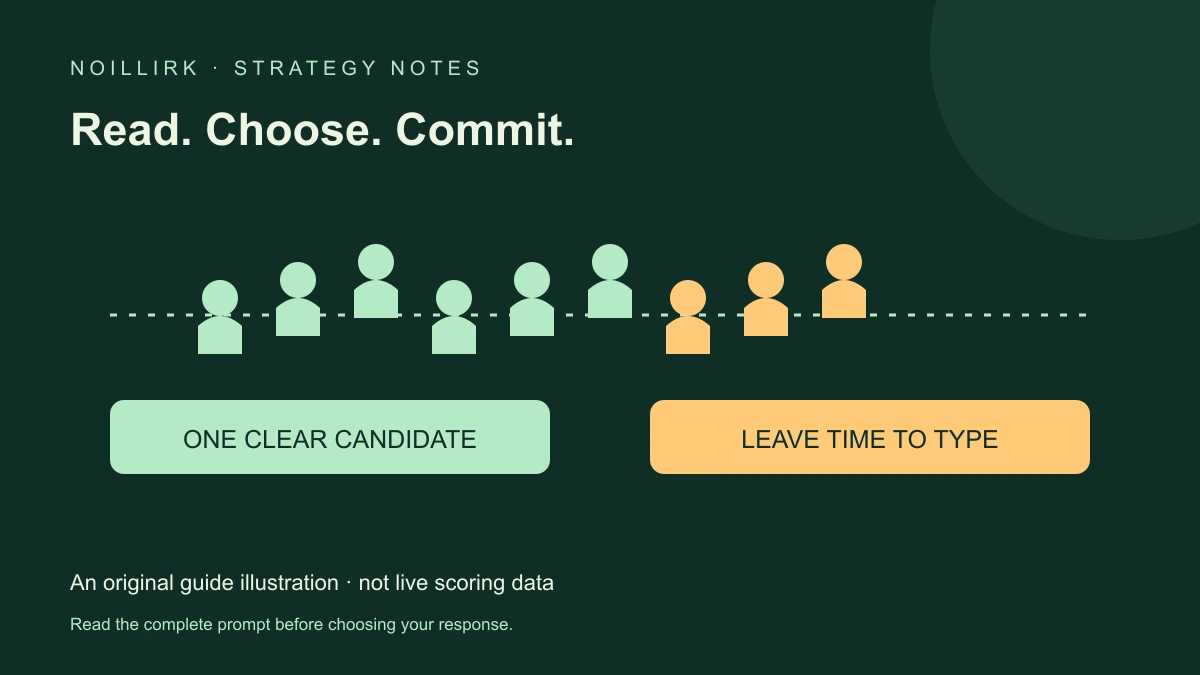 NOILLIRK · STRATEGY NOTES
Read. Choose. Commit.
ONE CLEAR CANDIDATE
LEAVE TIME TO TYPE
An original guide illustration · not live scoring data
Read the complete prompt before choosing your response.